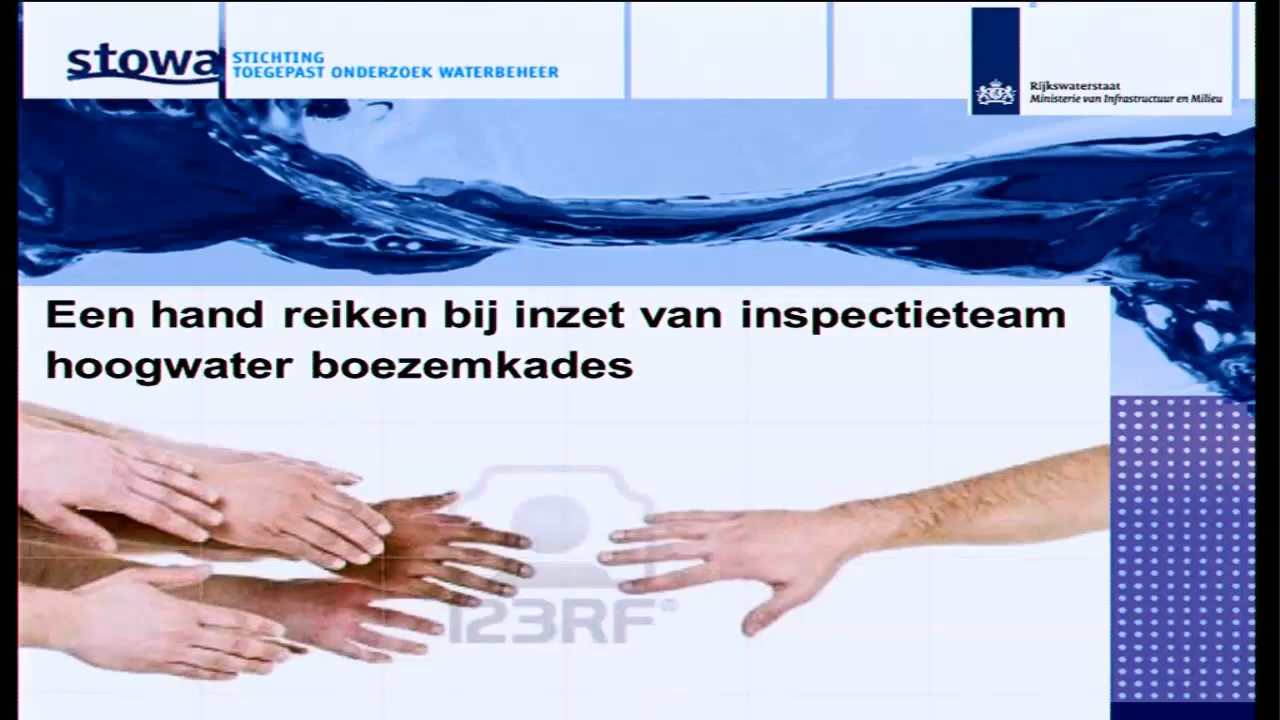 stowa
STICHTING
TOEGEPAST ONDERZOEK WATERBEHEER
Rijkswaterstaat
Ministerie van Infrastructuur en Milieu
Een hand reiken bij inzet van inspectieteam
hoogwater boezemkades
123RF®